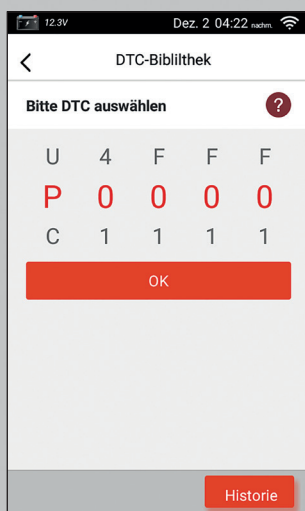 12.3V Dez. 2 04:22 nachm.
DTC-Biblilthek
Bitte DTC auswählen ?
U 4 F F F
P 0 0 0 0
C 1 1 1 1
OK
Historie